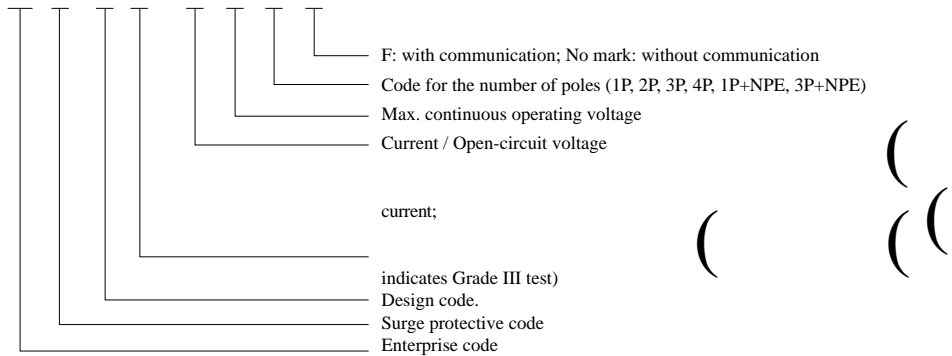 F: with communication; No mark: without communication
Code for the number of poles (1P, 2P, 3P, 4P, 1P+NPE, 3P+NPE)
Max. continuous operating voltage
Current / Open-circuit voltage
(
current;
( ( (
indicates Grade III test)
Design code.
Surge protective code
Enterprise code